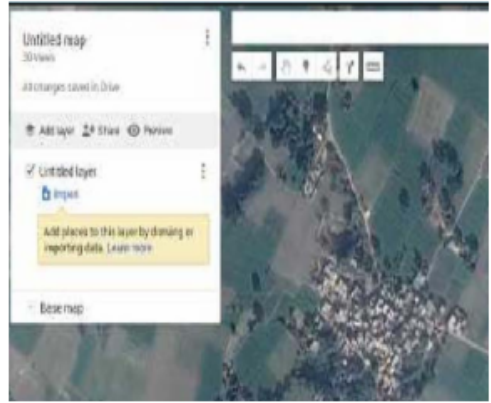 Untitled map
30 views
All changes saved in Drive
Add layer Share Preview
Untitled layer
Import
Add places to this layer by drawing or
importing data. Learn more
Base map